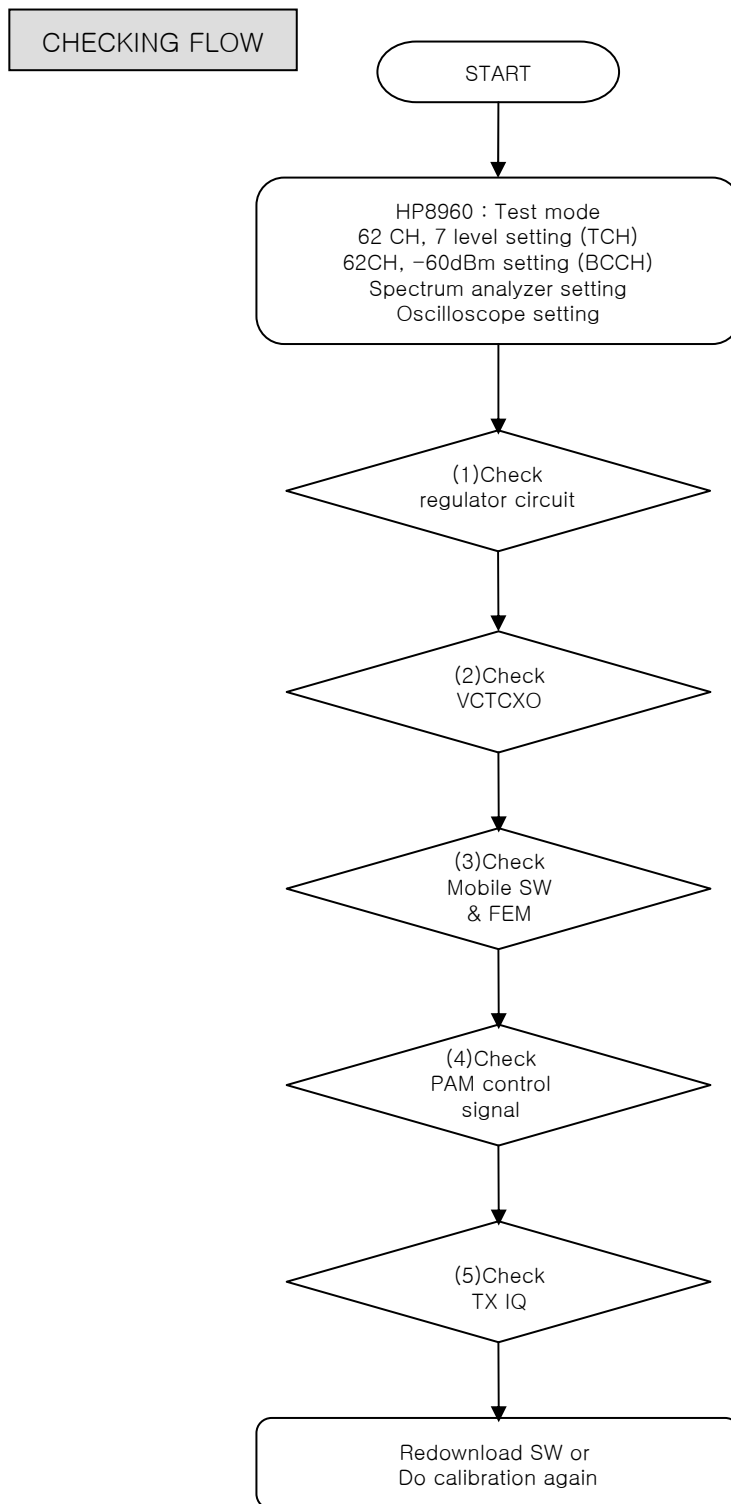 CHECKING FLOW
START
HP8960 : Test mode
62 CH, 7 level setting (TCH)
62CH, -60dBm setting (BCCH)
Spectrum analyzer setting
Oscilloscope setting
(1)Check
regulator circuit
(2)Check
VCTCXO
(3)Check
Mobile SW
& FEM
(4)Check
PAM control
signal
(5)Check
TX IQ
Redownload SW or
Do calibration again